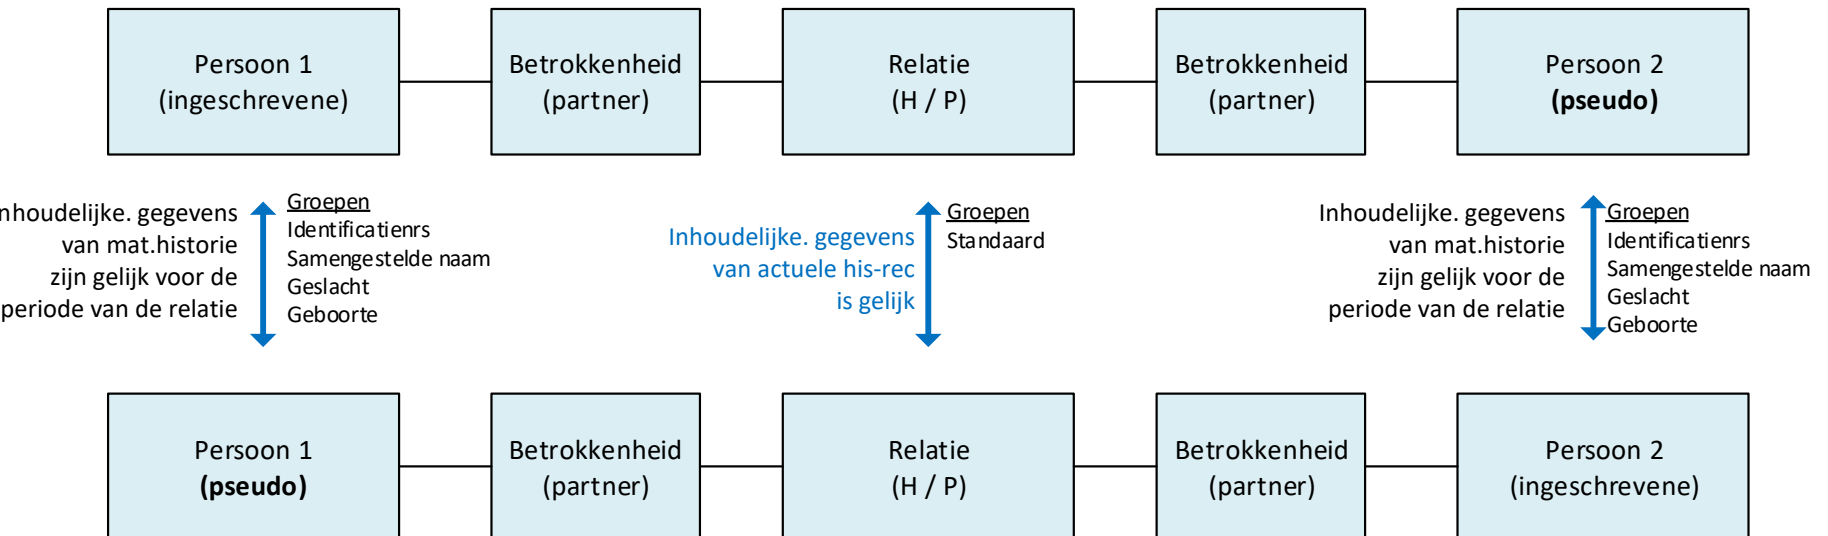 Persoon 1
(ingeschrevene)
Betrokkenheid
(partner)
Relatie
(H / P)
Betrokkenheid
(partner)
Persoon 2
(pseudo)
nhoudelijke. gegevens
van mat.historie
zijn gelijk voor de
periode van de relatie
Groepen
Identificatienrs
Samengestelde naam
Geslacht
Geboorte
Inhoudelijke. gegevens
van actuele his-rec
is gelijk
Groepen
Standaard
Inhoudelijke. gegevens
van mat.historie
zijn gelijk voor de
periode van de relatie
Groepen
Identificatienrs
Samengestelde naam
Geslacht
Geboorte
Persoon 1
(pseudo)
Betrokkenheid
(partner)
Relatie
(H / P)
Betrokkenheid
(partner)
Persoon 2
(ingeschrevene)